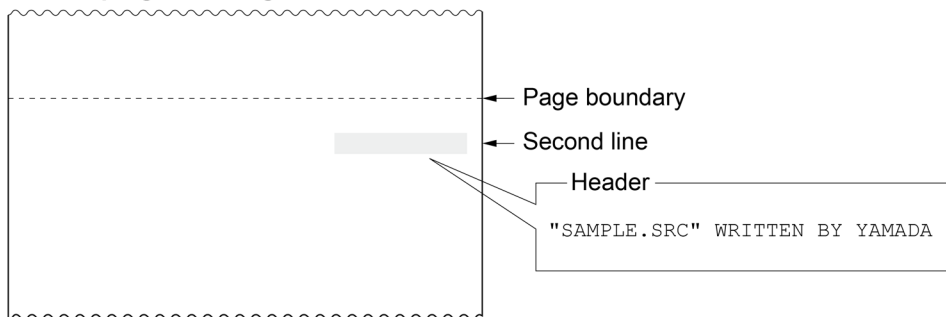 Page boundary
Second line
Header
"SAMPLE.SRC" WRITTEN BY YAMADA